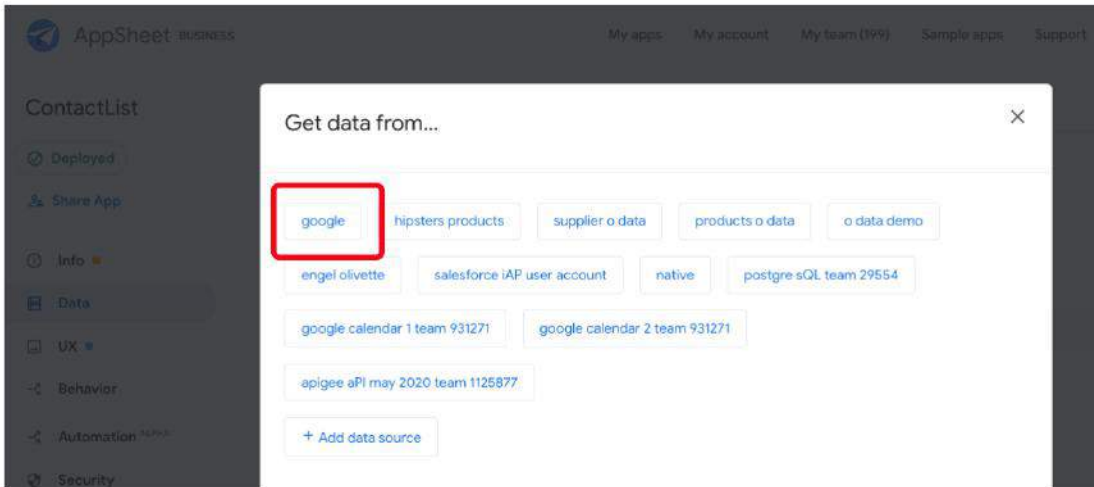 AppSheet BUSINESS
My apps My account My team (199) Sample apps Support
ContactList
Deployed
Share App
Info
Data
UX
Behavior
Automation
Security
Get data from...
google hipsters products supplier o data products o data o data demo
engel olivette salesforce iAP user account native postgre sQL team 29554
google calendar 1 team 931271 google calendar 2 team 931271
apigee aPI may 2020 team 1125877
+ Add data source